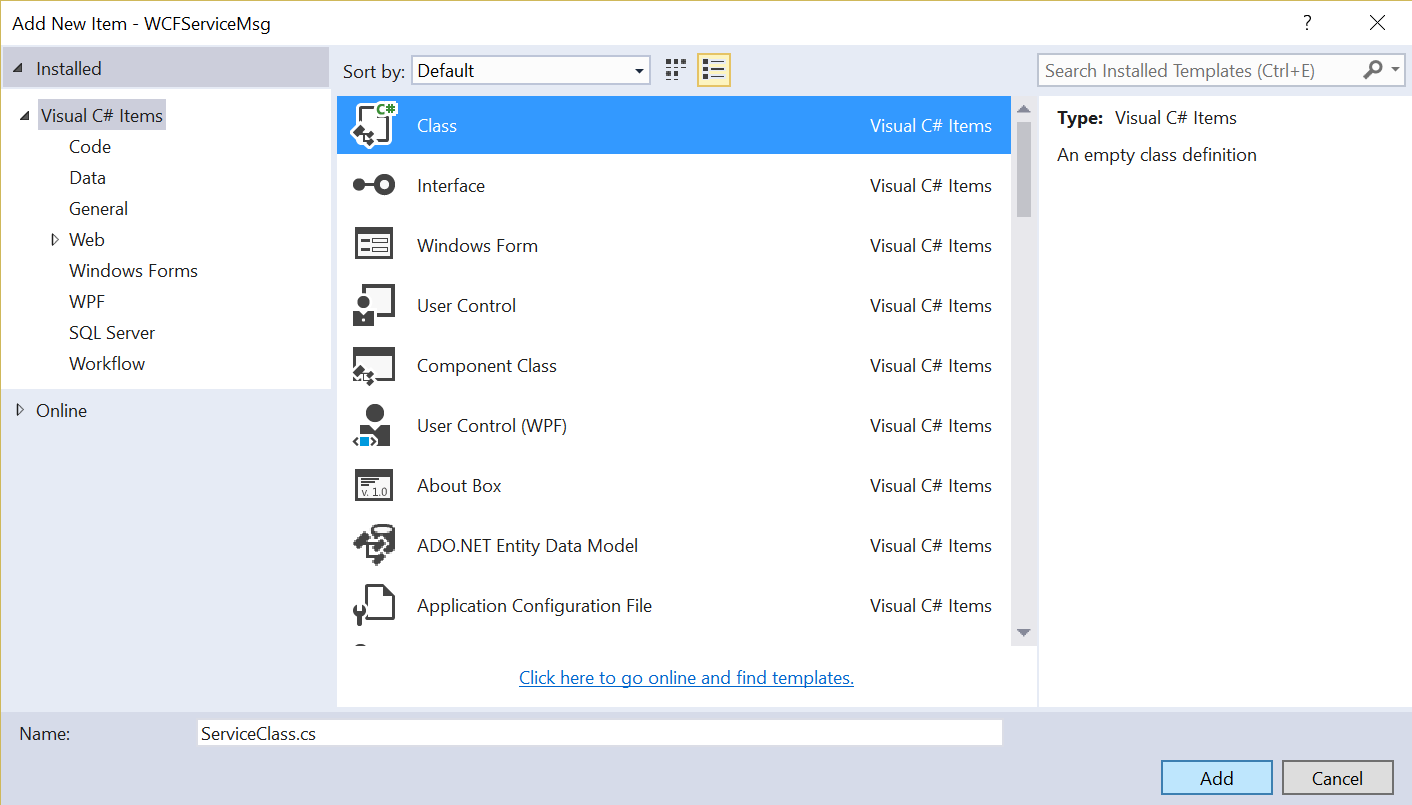 Add New Item - WCFServiceMsg
?
Installed
Sort by: Default
Search Installed Templates (Ctrl+E)
Visual C# Items
Code
Data
General
Web
Windows Forms
WPF
SQL Server
Workflow
Online
C#
Class Visual C# Items
Interface Visual C# Items
Windows Form Visual C# Items
User Control Visual C# Items
Component Class Visual C# Items
User Control (WPF) Visual C# Items
v. 1.0
About Box Visual C# Items
ADO.NET Entity Data Model Visual C# Items
Application Configuration File Visual C# Items
Click here to go online and find templates.
Type: Visual C# Items
An empty class definition
Name: ServiceClass.cs
Add Cancel